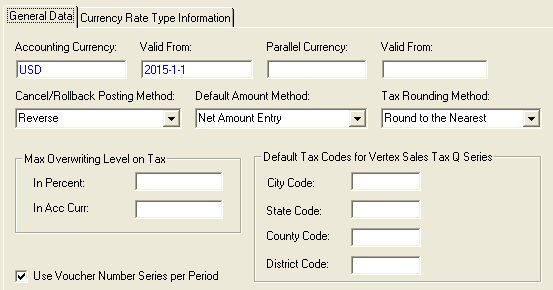 General Data Currency Rate Type Information
Accounting Currency: Valid From: Parallel Currency: Valid From:
USD 2015-1-1
Cancel/Rollback Posting Method: Default Amount Method: Tax Rounding Method:
Reverse Net Amount Entry Round to the Nearest
Max Overwriting Level on Tax
In Percent:
In Acc Curr:
Default Tax Codes for Vertex Sales Tax Q Series
City Code:
State Code:
County Code:
District Code:
Use Voucher Number Series per Period